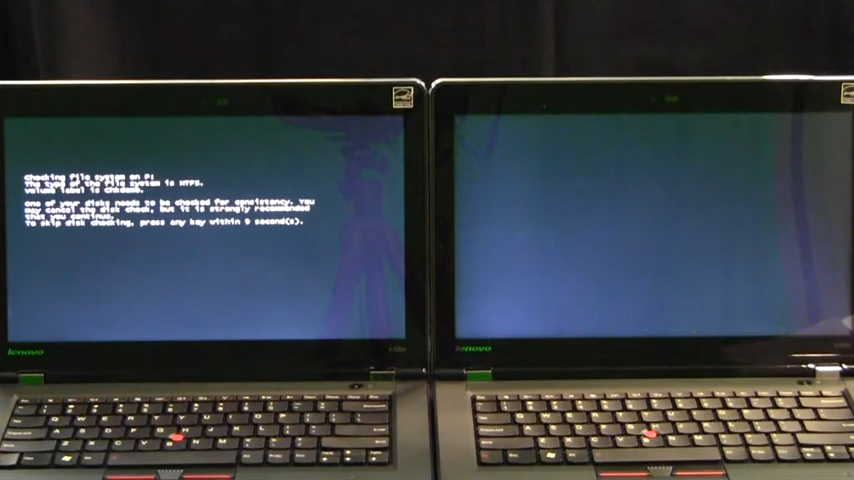 Checking file system on P:
The type of the file system is NTFS.
Volume label is Chkdemo.
One of your disks needs to be checked for consistency. You
may cancel the disk check, but it is strongly recommended
that you continue.
To skip disk checking, press any key within 9 second(s).
lenovo
lenovo